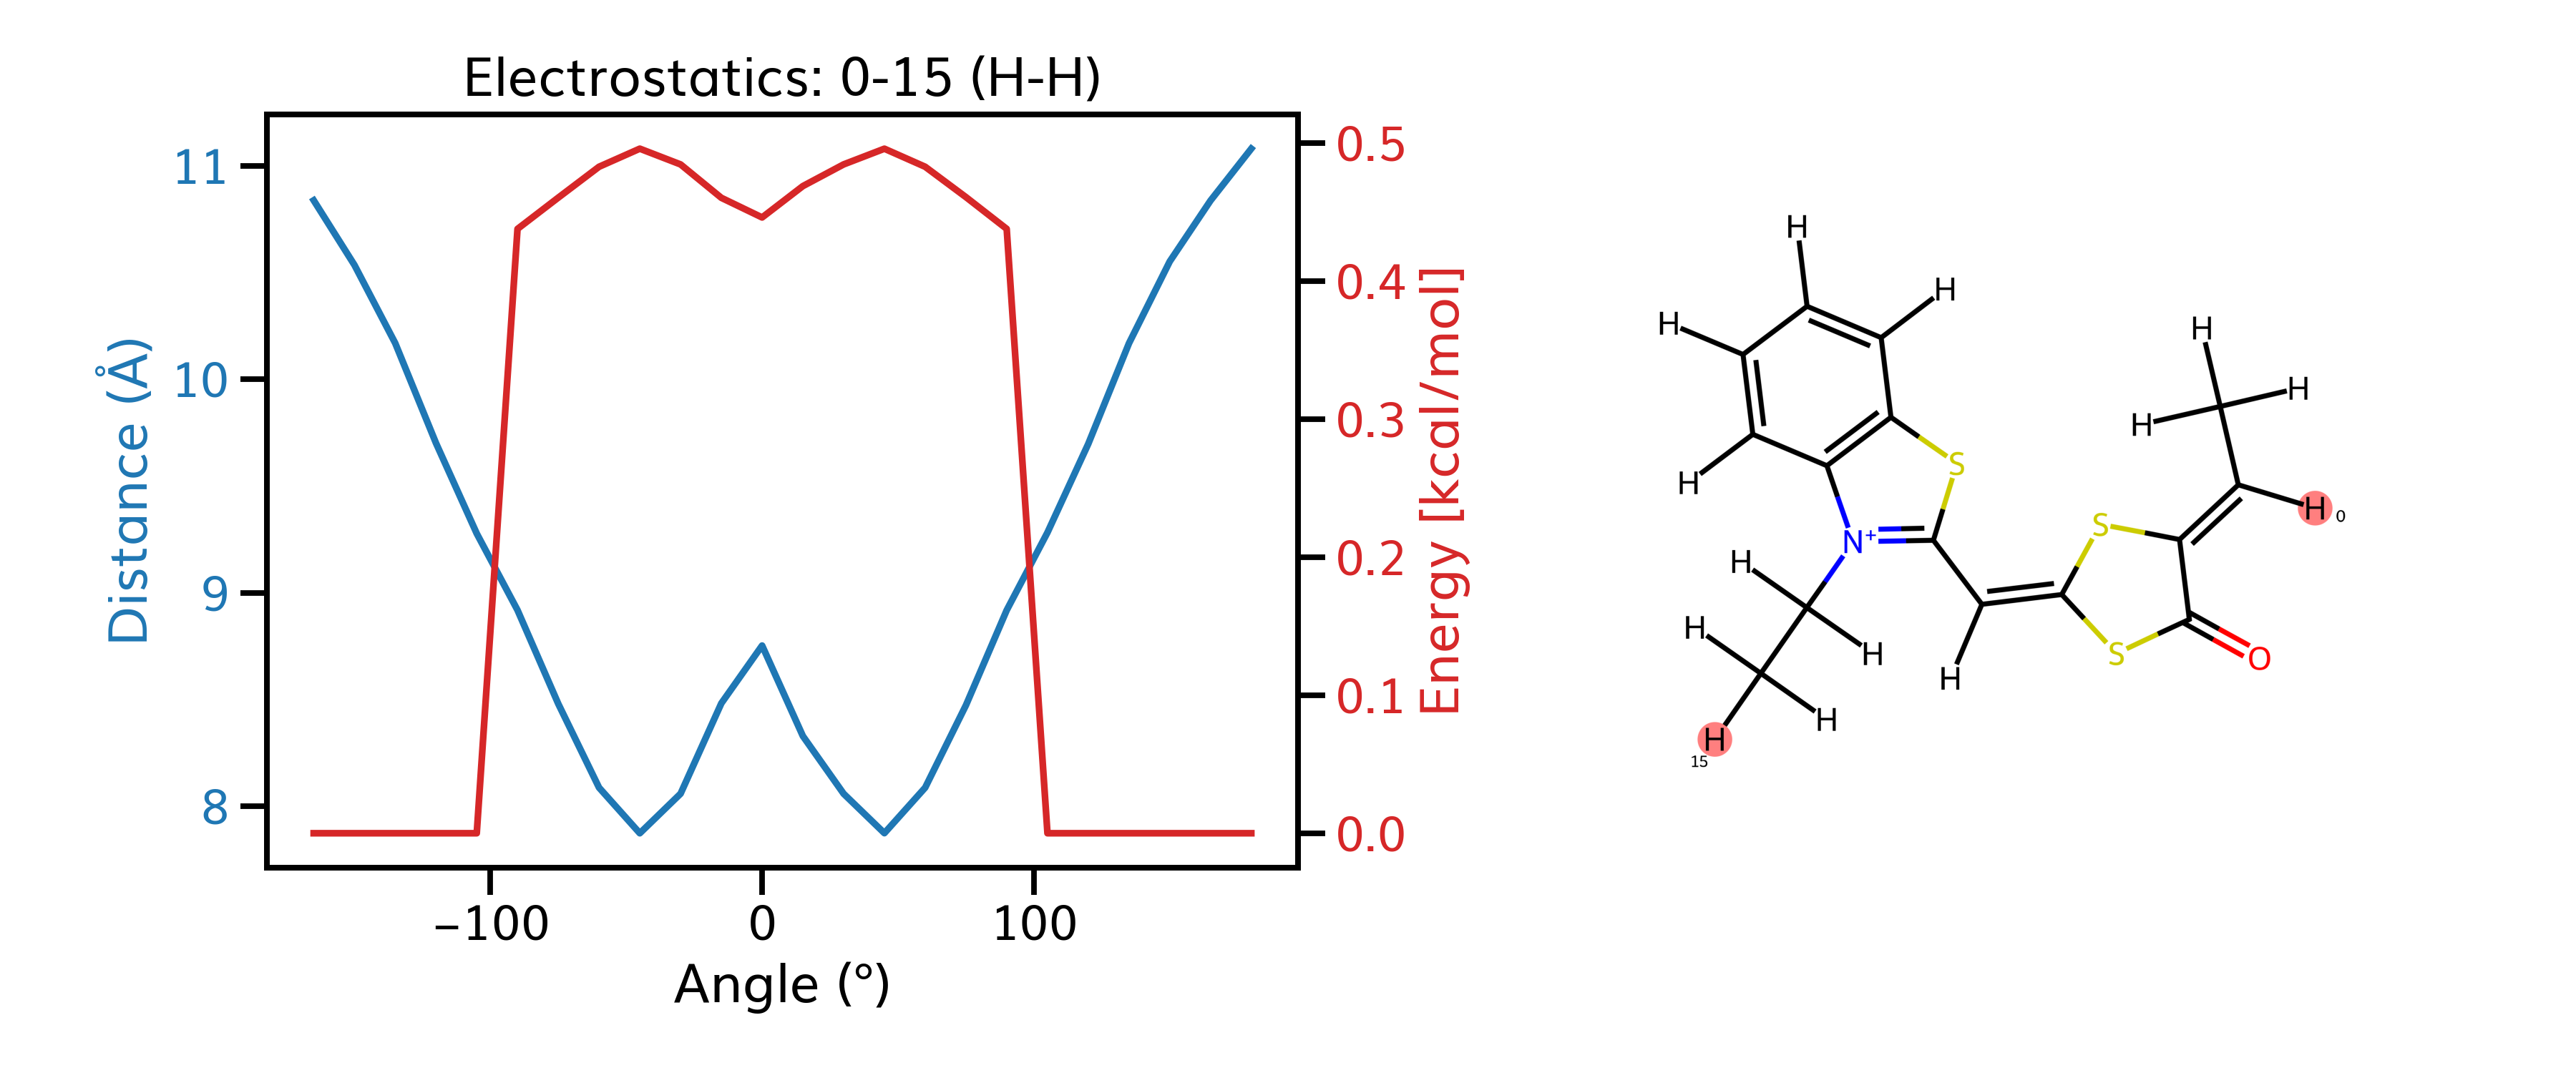 Electrostatics: 0-15 (H-H)
11
10
9
8
Distance (Å)
0.5
0.4
0.3
0.2
0.1
0.0
Energy [kcal/mol]
−100 0 100
Angle (°)
H
H
H
H
H
H
H
S
H
S
H 0
N+
H
H
H
H
S
O
H
H
15